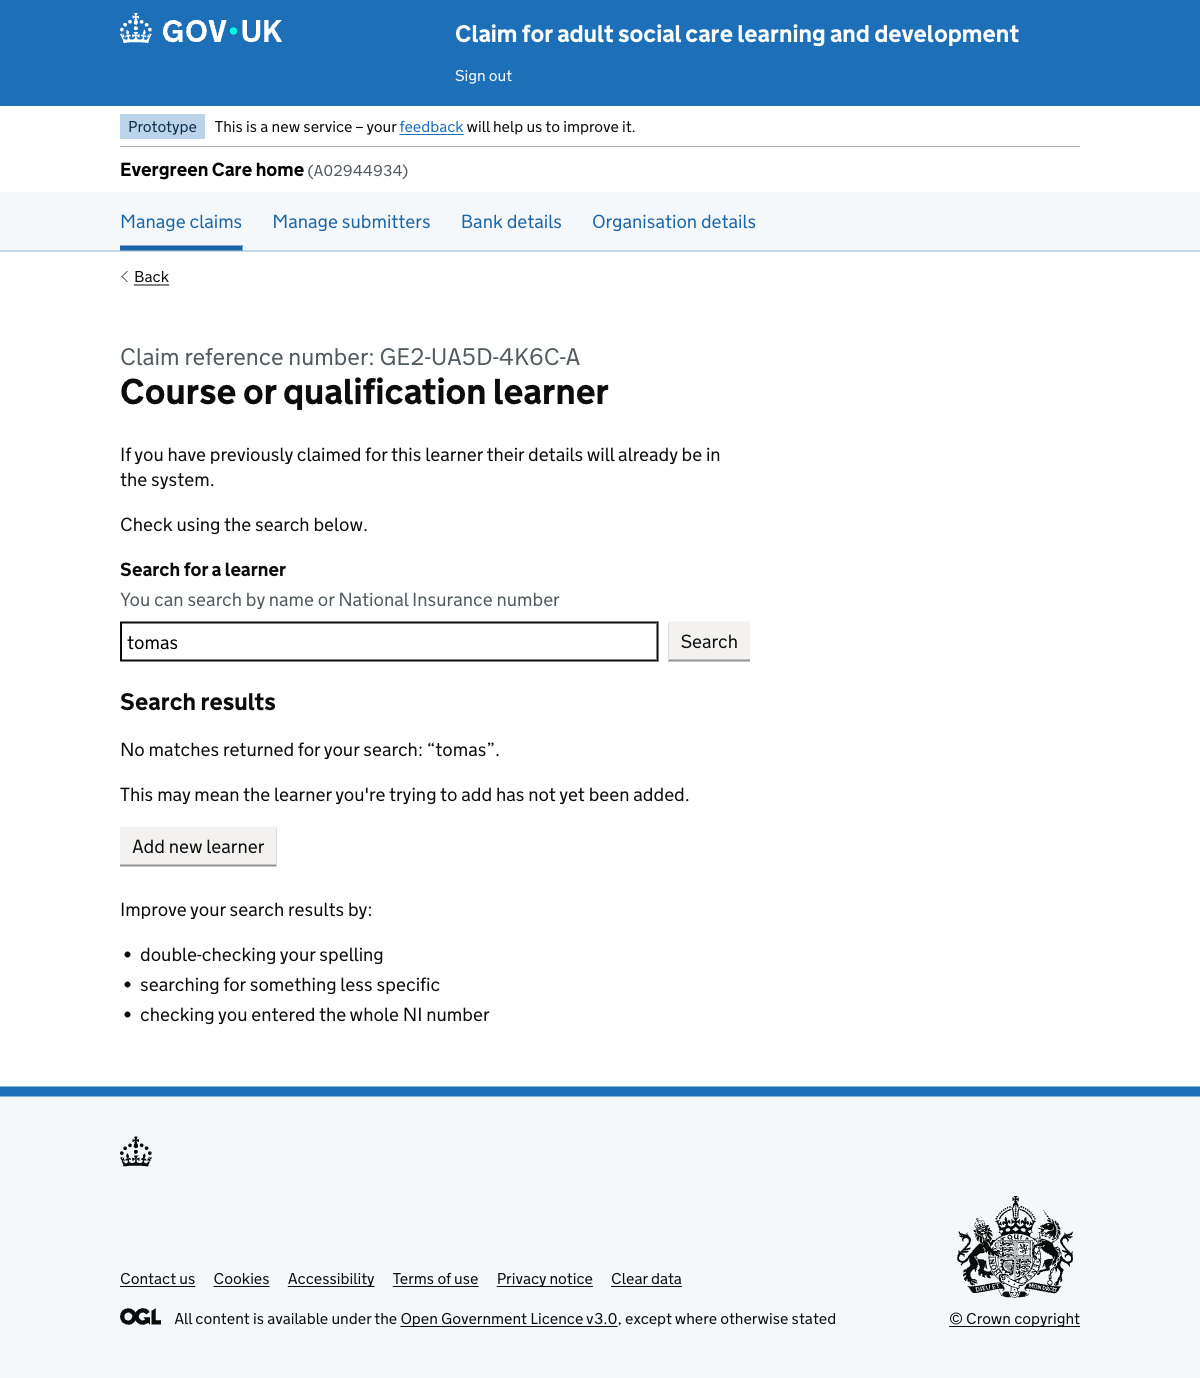 GOV·UK
Claim for adult social care learning and development
Sign out
Prototype This is a new service – your feedback will help us to improve it.
Evergreen Care home (A02944934)
Manage claims Manage submitters Bank details Organisation details
Back
Claim reference number: GE2-UA5D-4K6C-A
Course or qualification learner
If you have previously claimed for this learner their details will already be in
the system.
Check using the search below.
Search for a learner
You can search by name or National Insurance number
tomas Search
Search results
No matches returned for your search: “tomas”.
This may mean the learner you're trying to add has not yet been added.
Add new learner
Improve your search results by:
• double-checking your spelling
• searching for something less specific
• checking you entered the whole NI number
Contact us Cookies Accessibility Terms of use Privacy notice Clear data
OGL All content is available under the Open Government Licence v3.0, except where otherwise stated
© Crown copyright